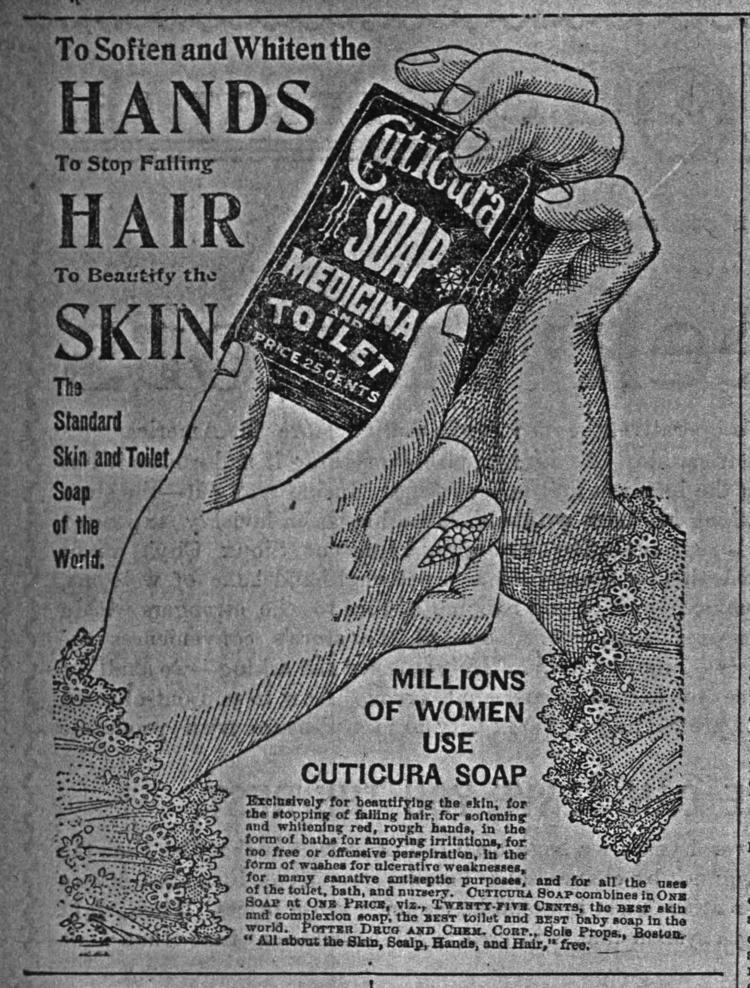 To Soften and Whiten the
HANDS
To Stop Falling
HAIR
To Beautify the
SKIN
The
Standard
Skin and Toilet
Soap
of the
World.
Cuticura
SOAP
MEDICINA
AND
TOILET
PRICE 25 CENTS
MILLIONS
OF WOMEN
USE
CUTICURA SOAP
Exclusively for beautifying the skin, for
the stopping of falling hair, for softening
and whitening red, rough hands, in the
form of baths for annoying irritations, for
too free or offensive perspiration, in the
form of washes for ulcerative weaknesses,
for many sanative antiseptic purposes, and for all the uses
of the toilet, bath, and nursery. CUTICURA SOAP combines in ONE
SOAP at ONE PRICE, viz., TWENTY-FIVE CENTS, the BEST skin
and complexion soap, the BEST toilet and BEST baby soap in the
world. POTTER DRUG AND CHEM. CORP., Sole Props., Boston.
"All about the Skin, Scalp, Hands, and Hair," free.